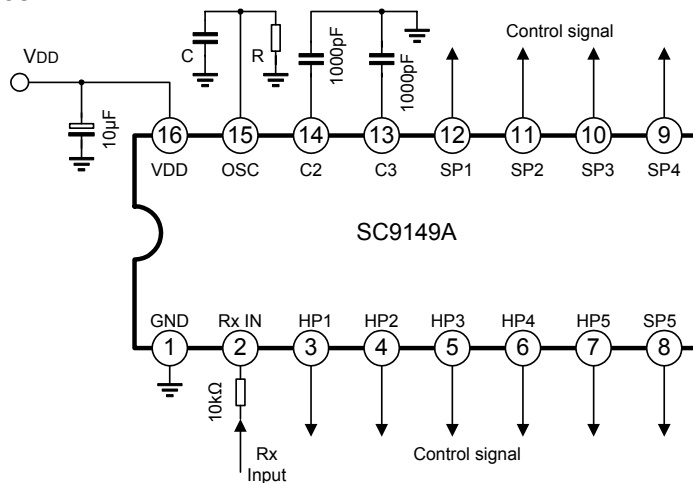 VDD
C
R
1000pF
1000pF
Control signal
10μF
16 15 14 13 12 11 10 9
VDD OSC C2 C3 SP1 SP2 SP3 SP4
SC9149A
GND Rx IN HP1 HP2 HP3 HP4 HP5 SP5
1 2 3 4 5 6 7 8
10kΩ
Rx
Input
Control signal